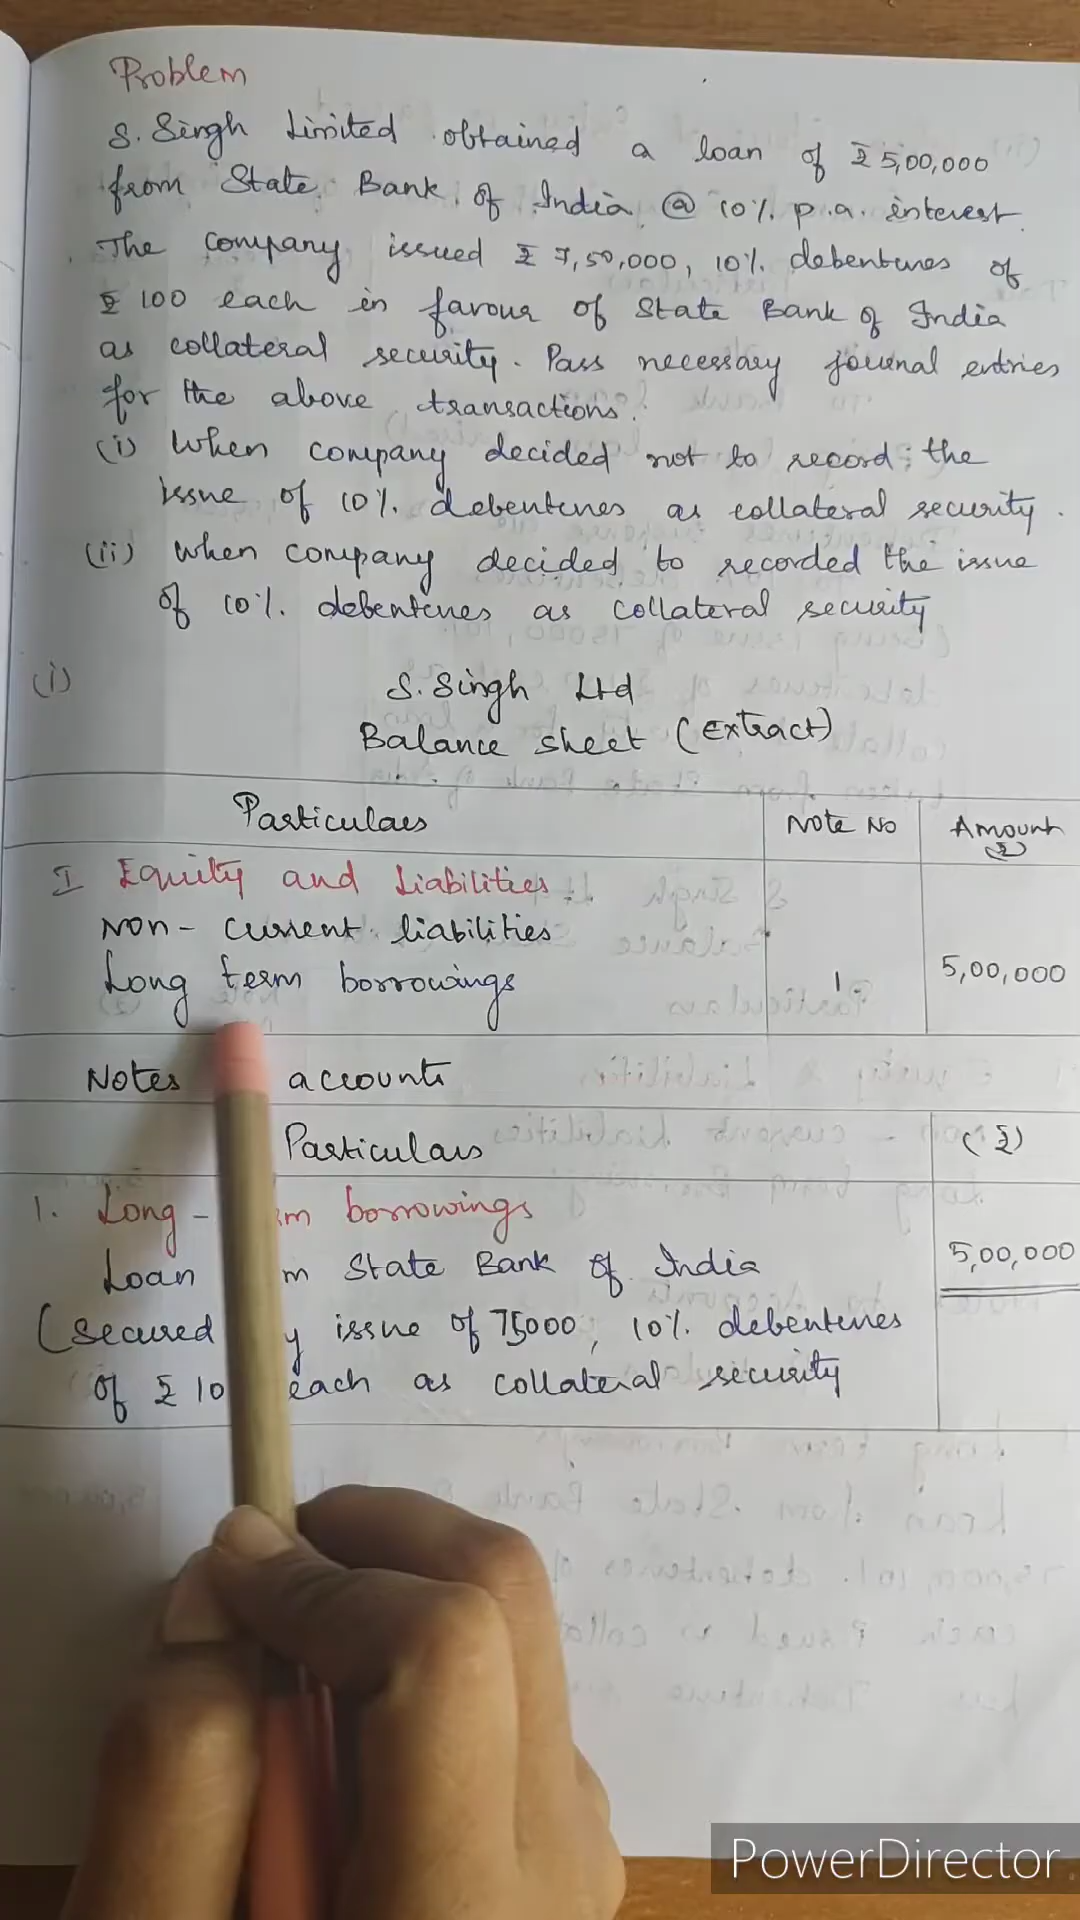 Problem
S. Singh Limited obtained a loan of ₹ 5,00,000
from State Bank of India @ 10% p.a. interest.
The company issued ₹ 7,50,000, 10% debentures of
₹ 100 each in favour of State Bank of India
as collateral security. Pass necessary journal entries
for the above transactions.
(i) When company decided not to record the
issue of 10% debentures as collateral security.
(ii) when company decided to recorded the issue
of 10% debentures as collateral security
(i) S. Singh Ltd
Balance sheet (Extract)
Particulars Note No Amount (₹)
I Equity and Liabilities
Non-current liabilities
Long term borrowings 1. 5,00,000
Notes accounts
Particulars (₹)
1. Long- borrowings
Loan State Bank of India 5,00,000
(secured issue of 75000, 10% debentures
of ₹ each as collateral security
PowerDirector